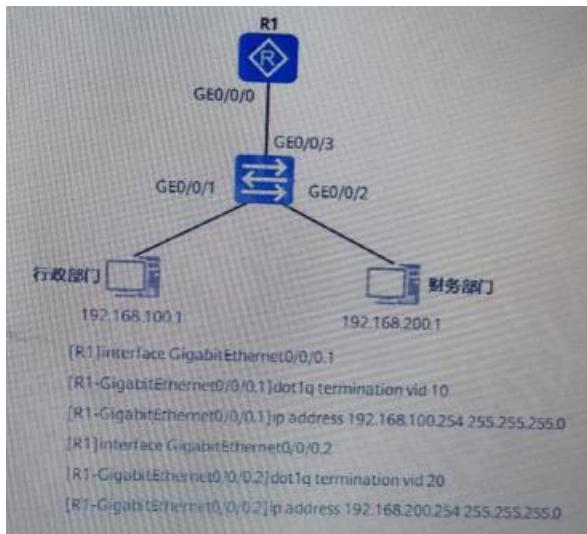 R1
R
GE0/0/0
GE0/0/3
GE0/0/1
GE0/0/2
行政部门
财务部门
192.168.100.1
192.168.200.1
[R1]interface GigabitEthernet0/0/0.1
[R1-GigabitEthernet0/0/0.1]dot1q termination vid 10
[R1-GigabitEthernet0/0/0.1]ip address 192.168.100.254 255.255.255.0
[R1]interface GigabitEthernet0/0/0.2
[R1-GigabitEthernet0/0/0.2]dot1q termination vid 20
[R1-GigabitEthernet0/0/0.2]ip address 192.168.200.254 255.255.255.0